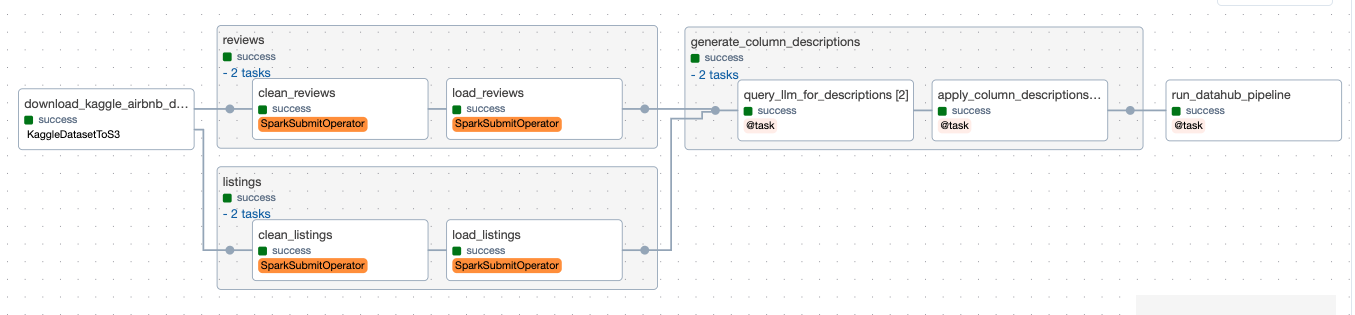 download_kaggle_airbnb_d...
success
KaggleDatasetToS3
reviews
success
- 2 tasks
clean_reviews
success
SparkSubmitOperator
load_reviews
success
SparkSubmitOperator
listings
success
- 2 tasks
clean_listings
success
SparkSubmitOperator
load_listings
success
SparkSubmitOperator
generate_column_descriptions
success
- 2 tasks
query_llm_for_descriptions [2]
success
@task
apply_column_descriptions...
success
@task
run_datahub_pipeline
success
@task